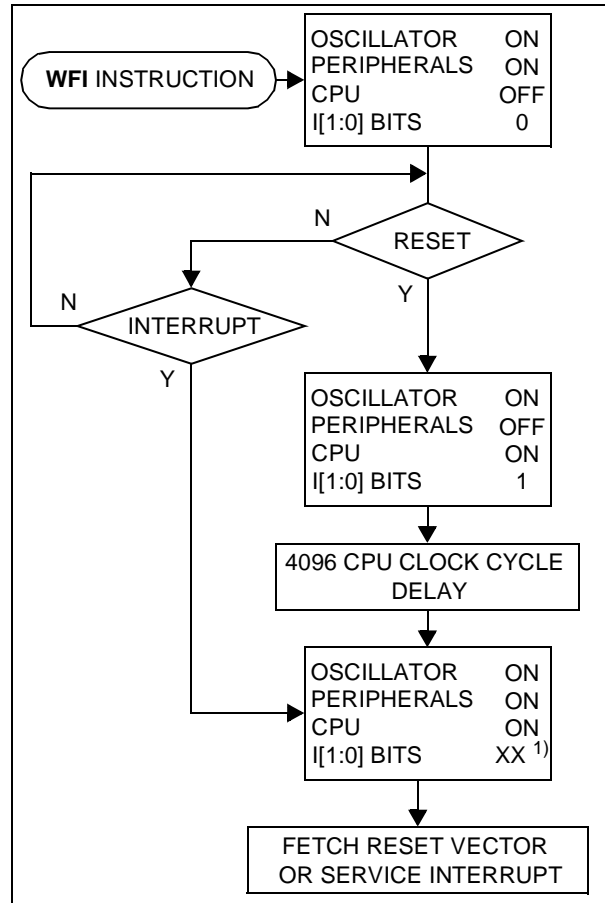 WFI INSTRUCTION
OSCILLATOR ON
PERIPHERALS ON
CPU OFF
I[1:0] BITS 0
N
RESET
Y
N
INTERRUPT
Y
OSCILLATOR ON
PERIPHERALS OFF
CPU ON
I[1:0] BITS 1
4096 CPU CLOCK CYCLE
DELAY
OSCILLATOR ON
PERIPHERALS ON
CPU ON
I[1:0] BITS XX 1)
FETCH RESET VECTOR
OR SERVICE INTERRUPT